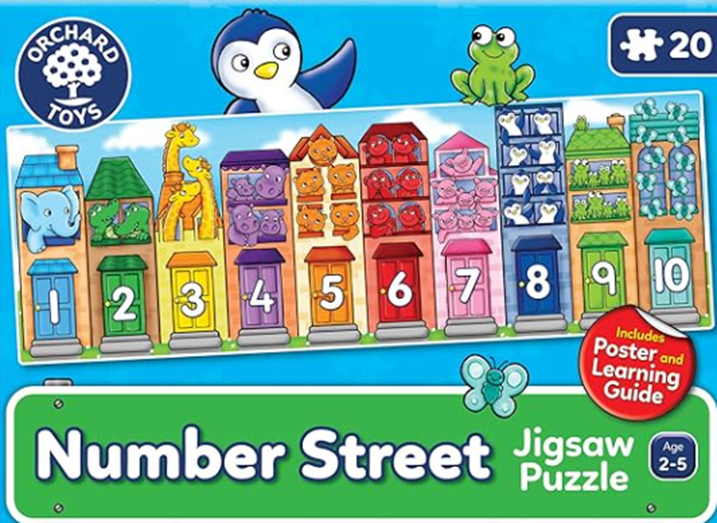 ORCHARD
TOYS
20
1 2 3 4 5 6 7 8 9 10
Includes
Poster and
Learning
Guide
Number Street
Jigsaw
Puzzle
Age
2-5